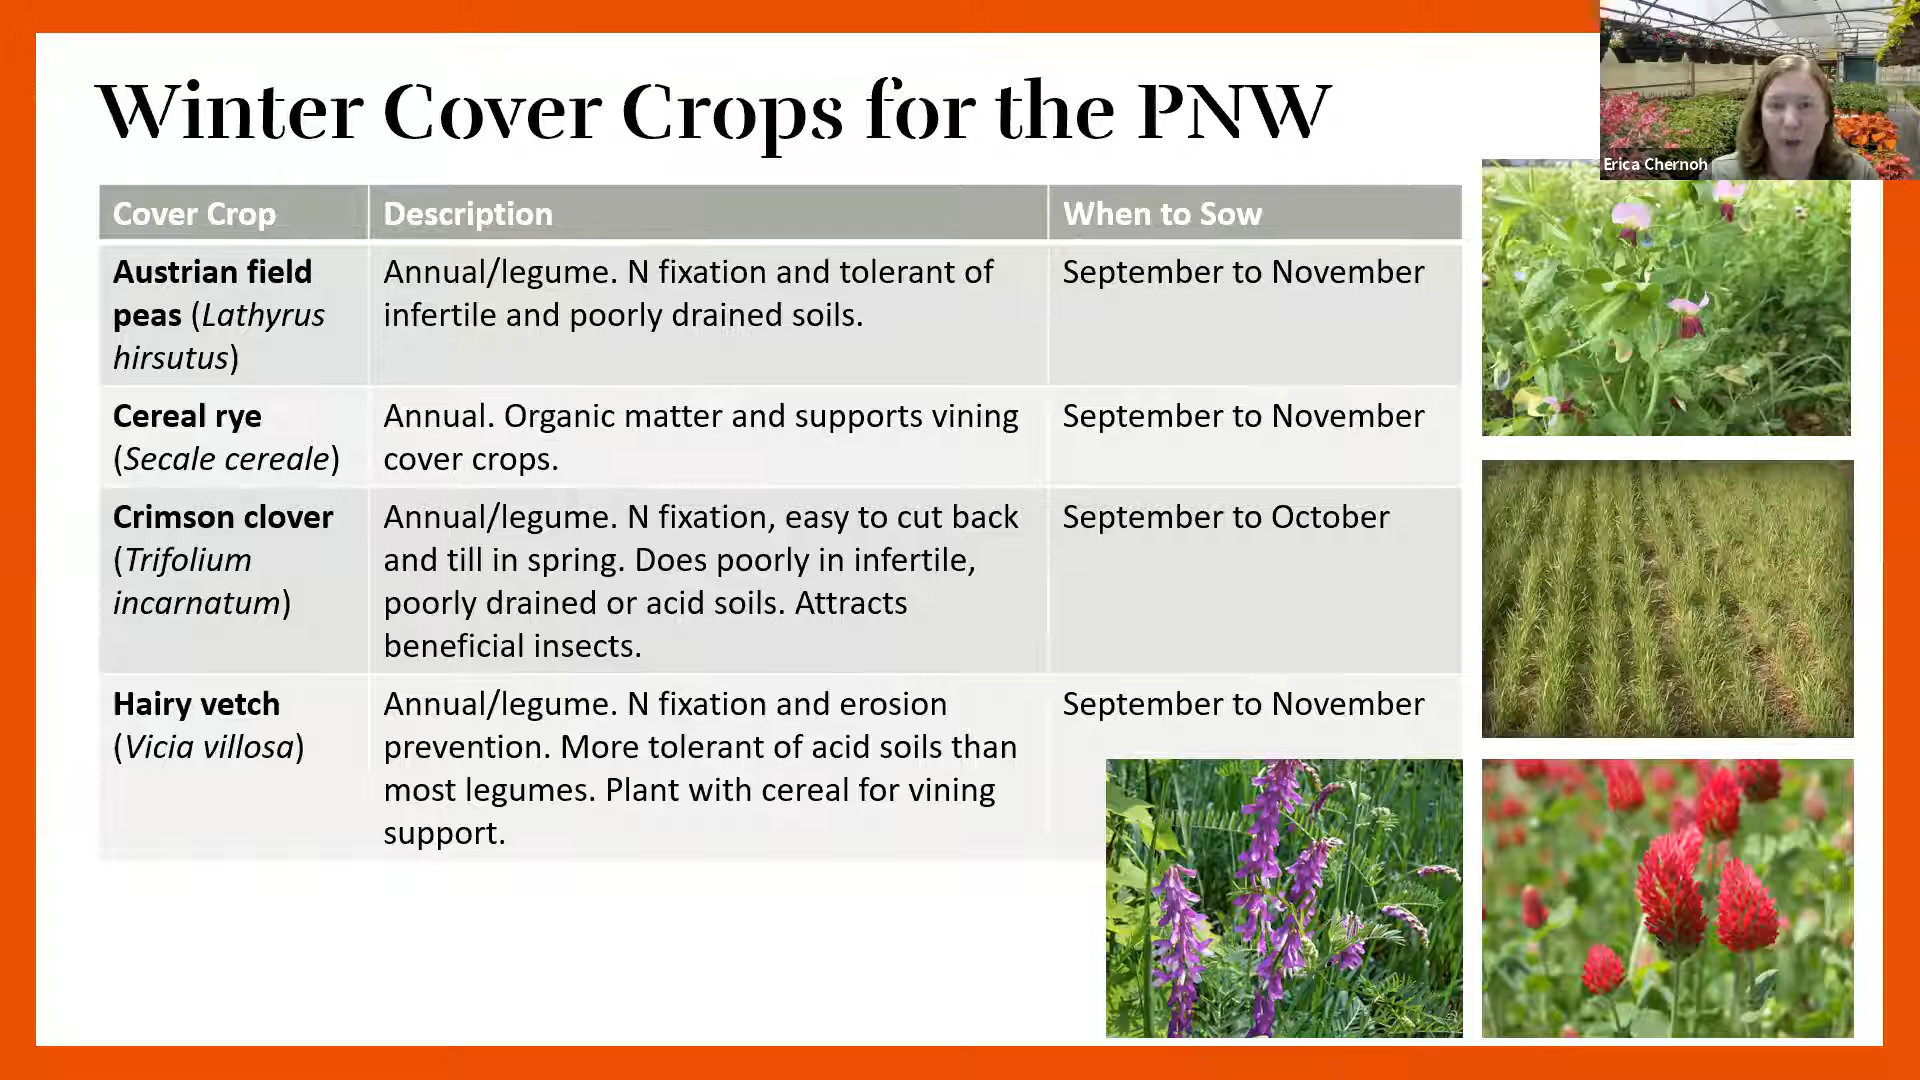 Winter Cover Crops for the PNW
Erica Chernoh
Cover Crop
Description
When to Sow
Austrian field
peas (Lathyrus
hirsutus)
Annual/legume. N fixation and tolerant of
infertile and poorly drained soils.
September to November
Cereal rye
(Secale cereale)
Annual. Organic matter and supports vining
cover crops.
September to November
Crimson clover
(Trifolium
incarnatum)
Annual/legume. N fixation, easy to cut back
and till in spring. Does poorly in infertile,
poorly drained or acid soils. Attracts
beneficial insects.
September to October
Hairy vetch
(Vicia villosa)
Annual/legume. N fixation and erosion
prevention. More tolerant of acid soils than
most legumes. Plant with cereal for vining
support.
September to November